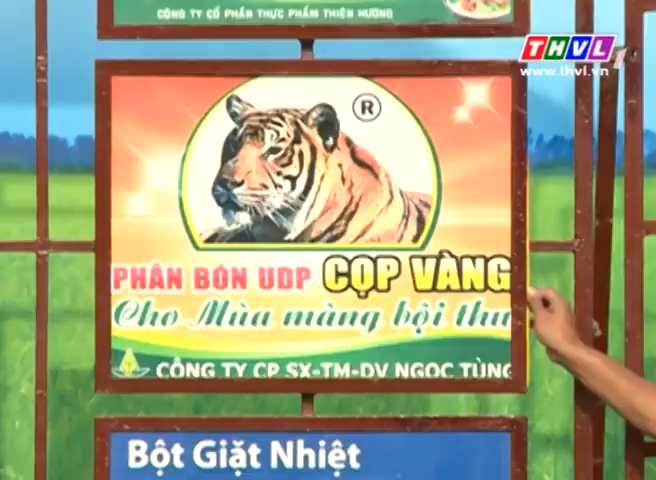 CÔNG TY CỔ PHẦN THỰC PHẨM THIÊN HƯƠNG
THVL1
www.thvl.vn
®
PHÂN BÓN UDP CỌP VÀNG
Cho Mùa màng bội thu
CÔNG TY CP SX-TM-DV NGỌC TÙNG
Bột Giặt Nhiệt